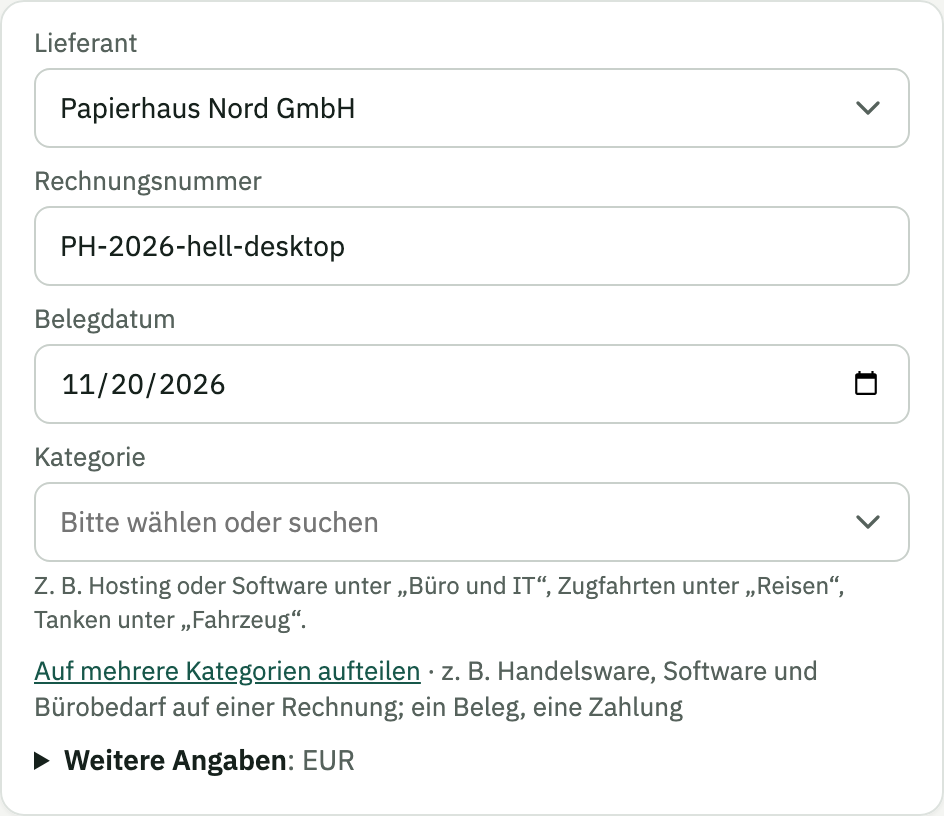 Lieferant
Papierhaus Nord GmbH
Rechnungsnummer
PH-2026-hell-desktop
Belegdatum
11/20/2026
Kategorie
Bitte wählen oder suchen
Z. B. Hosting oder Software unter „Büro und IT“, Zugfahrten unter „Reisen“,
Tanken unter „Fahrzeug“.
Auf mehrere Kategorien aufteilen · z. B. Handelsware, Software und
Bürobedarf auf einer Rechnung; ein Beleg, eine Zahlung
Weitere Angaben: EUR